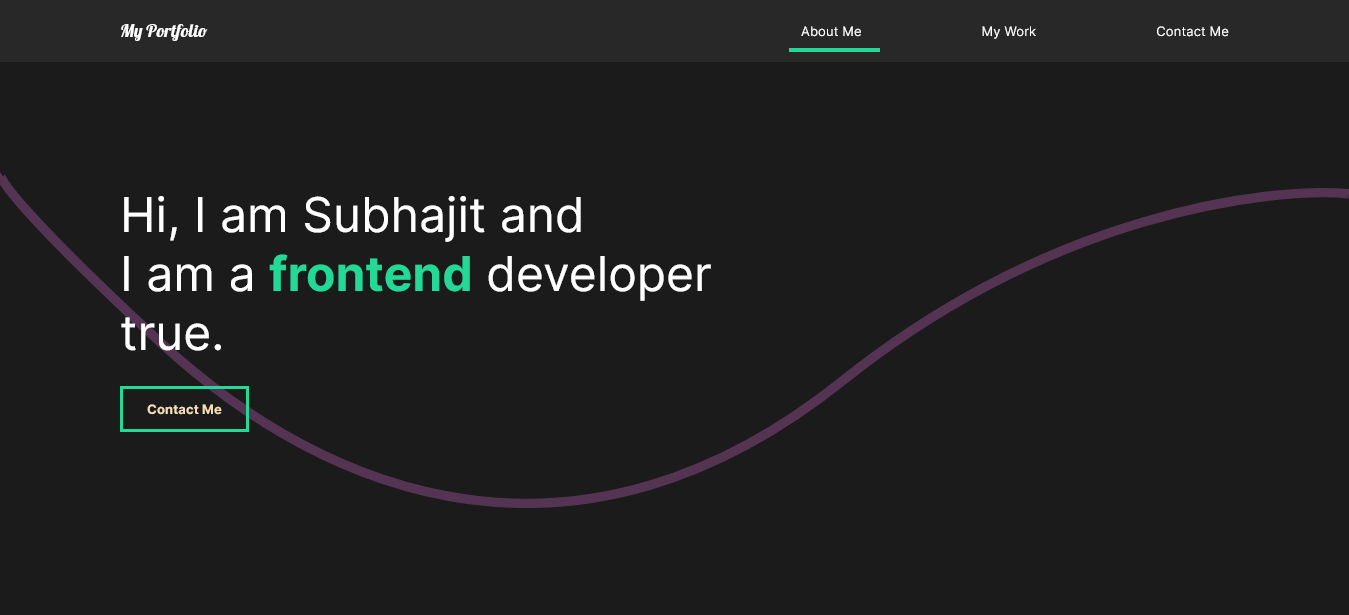 My Portfolio
About Me
My Work
Contact Me
Hi, I am Subhajit and
I am a frontend developer
true.
Contact Me